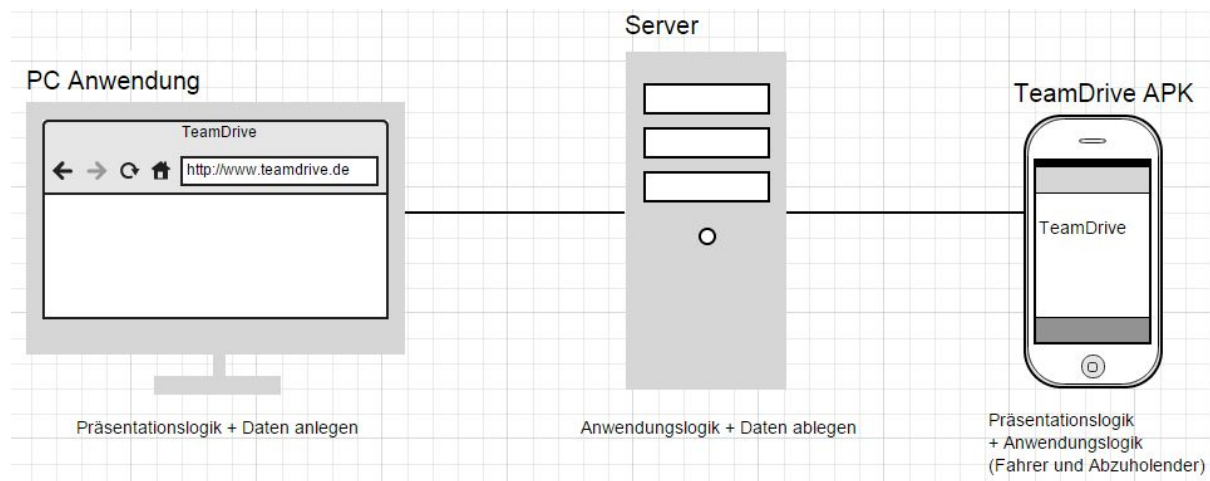 Server
PC Anwendung
TeamDrive APK
TeamDrive
http://www.teamdrive.de
TeamDrive
Präsentationslogik + Daten anlegen
Anwendungslogik + Daten ablegen
Präsentationslogik
+ Anwendungslogik
(Fahrer und Abzuholender)